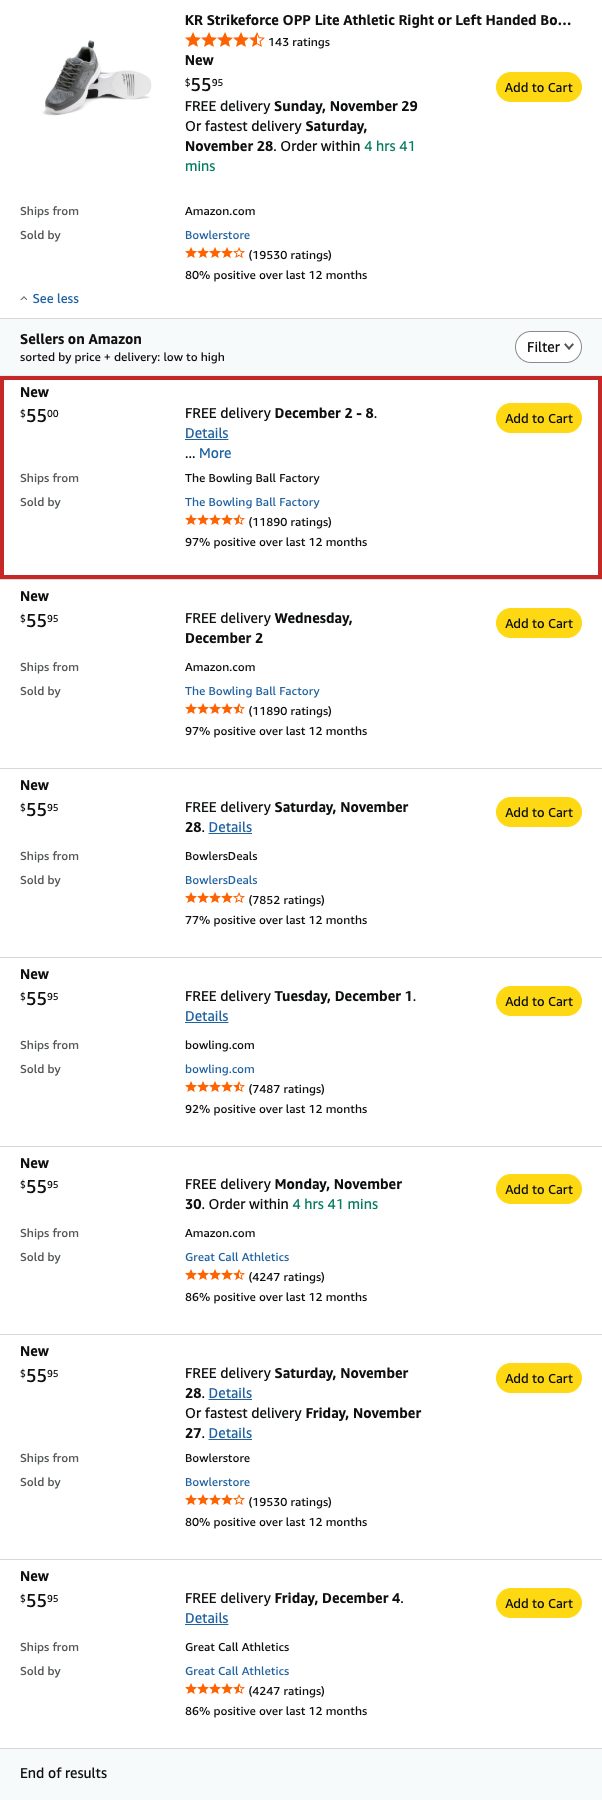 KR Strikeforce OPP Lite Athletic Right or Left Handed Bo...
143 ratings
New
$55.95
FREE delivery Sunday, November 29
Or fastest delivery Saturday,
November 28. Order within 4 hrs 41
mins
Add to Cart
Ships from Amazon.com
Sold by Bowlerstore
(19530 ratings)
80% positive over last 12 months
See less
Sellers on Amazon
sorted by price + delivery: low to high
Filter
New
$55.00
FREE delivery December 2 - 8.
Details
... More
Add to Cart
Ships from The Bowling Ball Factory
Sold by The Bowling Ball Factory
(11890 ratings)
97% positive over last 12 months
New
$55.95
FREE delivery Wednesday,
December 2
Add to Cart
Ships from Amazon.com
Sold by The Bowling Ball Factory
(11890 ratings)
97% positive over last 12 months
New
$55.95
FREE delivery Saturday, November
28. Details
Add to Cart
Ships from BowlersDeals
Sold by BowlersDeals
(7852 ratings)
77% positive over last 12 months
New
$55.95
FREE delivery Tuesday, December 1.
Details
Add to Cart
Ships from bowling.com
Sold by bowling.com
(7487 ratings)
92% positive over last 12 months
New
$55.95
FREE delivery Monday, November
30. Order within 4 hrs 41 mins
Add to Cart
Ships from Amazon.com
Sold by Great Call Athletics
(4247 ratings)
86% positive over last 12 months
New
$55.95
FREE delivery Saturday, November
28. Details
Or fastest delivery Friday, November
27. Details
Add to Cart
Ships from Bowlerstore
Sold by Bowlerstore
(19530 ratings)
80% positive over last 12 months
New
$55.95
FREE delivery Friday, December 4.
Details
Add to Cart
Ships from Great Call Athletics
Sold by Great Call Athletics
(4247 ratings)
86% positive over last 12 months
End of results